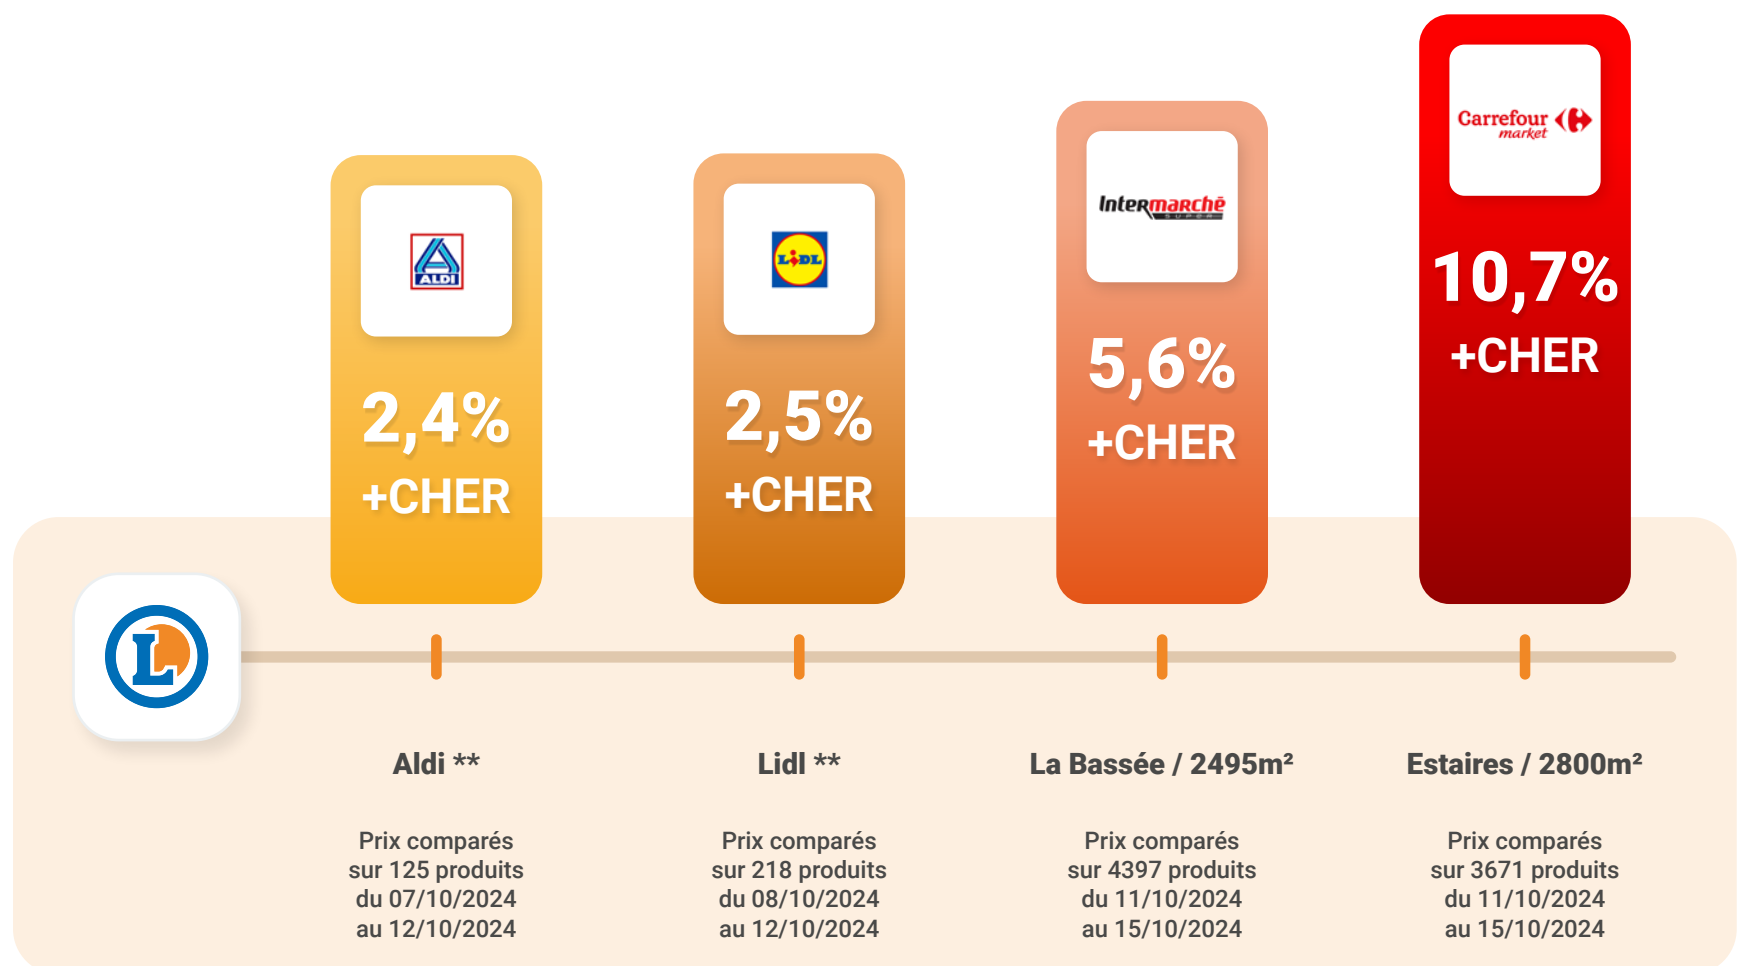 ALDI
2,4%
+CHER
LIDL
2,5%
+CHER
Intermarchē
SUPER
5,6%
+CHER
Carrefour
market
10,7%
+CHER
L
Aldi **
Prix comparés
sur 125 produits
du 07/10/2024
au 12/10/2024
Lidl **
Prix comparés
sur 218 produits
du 08/10/2024
au 12/10/2024
La Bassée / 2495m²
Prix comparés
sur 4397 produits
du 11/10/2024
au 15/10/2024
Estaires / 2800m²
Prix comparés
sur 3671 produits
du 11/10/2024
au 15/10/2024